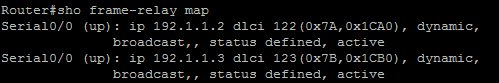 Router#sho frame-relay map
Serial0/0 (up): ip 192.1.1.2 dlci 122(0x7A,0x1CA0), dynamic,
broadcast,, status defined, active
Serial0/0 (up): ip 192.1.1.3 dlci 123(0x7B,0x1CB0), dynamic,
broadcast,, status defined, active